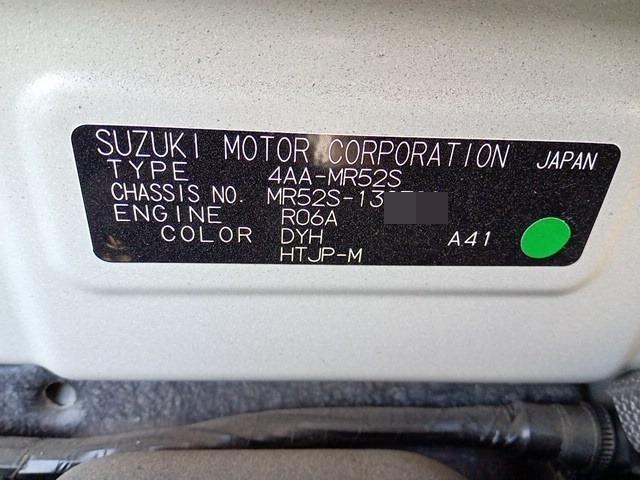 SUZUKI MOTOR CORPORATION JAPAN
TYPE 4AA-MR52S
CHASSIS NO. MR52S-13
ENGINE R06A
COLOR DYH A41
HTJP-M